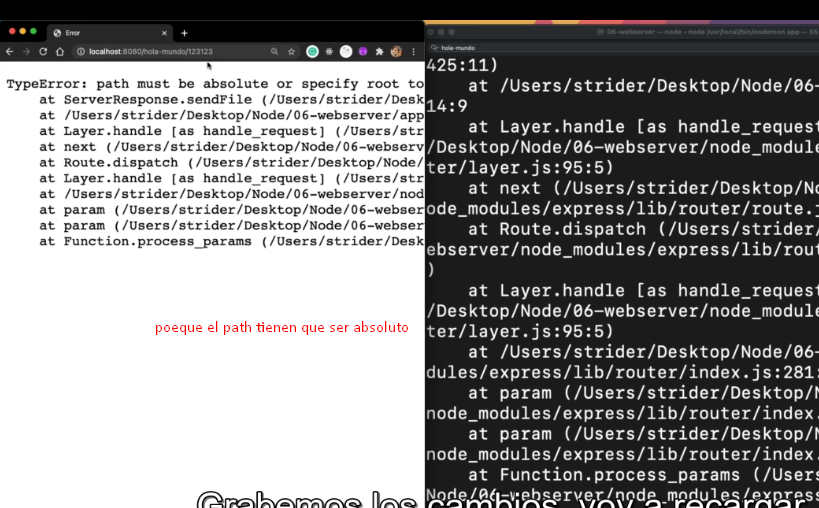 Error
localhost:8080/hola-mundo/123123
TypeError: path must be absolute or specify root to
at ServerResponse.sendFile (/Users/strider/Desk
at /Users/strider/Desktop/Node/06-webserver/app
at Layer.handle [as handle_request] (/Users/str
at next (/Users/strider/Desktop/Node/06-webserv
at Route.dispatch (/Users/strider/Desktop/Node/
at Layer.handle [as handle_request] (/Users/str
at /Users/strider/Desktop/Node/06-webserver/nod
at param (/Users/strider/Desktop/Node/06-webser
at param (/Users/strider/Desktop/Node/06-webser
at Function.process_params (/Users/strider/Desk
poeque el path tienen que ser absoluto
06-webserver — node • node /usr/local/bin/nodemon app — 55
hola-mundo
425:11)
at /Users/strider/Desktop/Node/06-
14:9
at Layer.handle [as handle_request
/Desktop/Node/06-webserver/node_module
ter/layer.js:95:5)
at next (/Users/strider/Desktop/No
ode_modules/express/lib/router/route.j
at Route.dispatch (/Users/strider/
ebserver/node_modules/express/lib/rout
)
at Layer.handle [as handle_request
/Desktop/Node/06-webserver/node_module
ter/layer.js:95:5)
at /Users/strider/Desktop/Node/06-
dules/express/lib/router/index.js:281:
at param (/Users/strider/Desktop/N
node_modules/express/lib/router/index.
at param (/Users/strider/Desktop/N
node_modules/express/lib/router/index.
at Function.process_params (/Users
Node/06-webserver/node_modules/express
Grabemos los cambios, voy a recargar